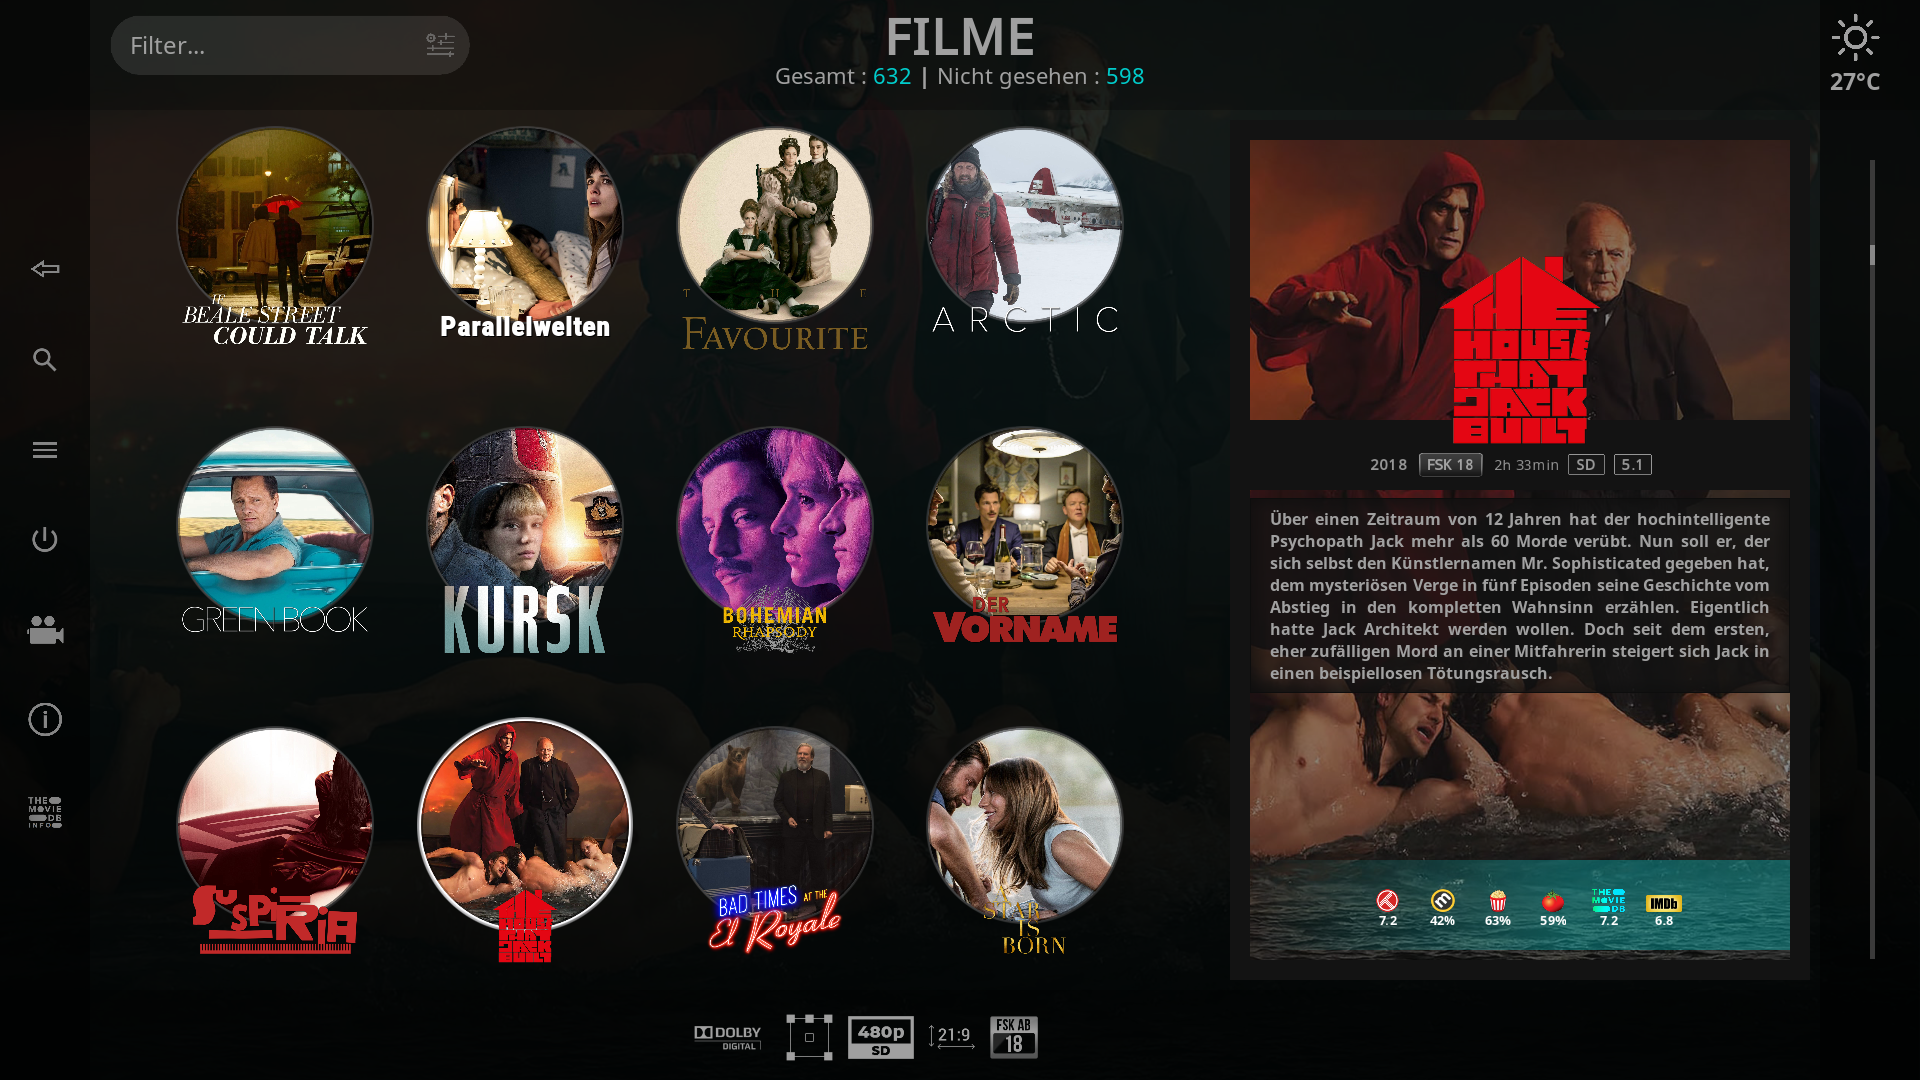 Filter...
FILME
Gesamt : 632 | Nicht gesehen : 598
27°C
IF
BEALE STREET
COULD TALK
Parallelwelten
THE
FAVOURITE
ARCTIC
GREEN BOOK
KURSK
BOHEMIAN
RHAPSODY
DER
VORNAME
SUSPIRIA
THE
HOUSE
THAT
JACK
BUILT
BAD TIMES AT THE
El Royale
A
STAR
IS
BORN
THE
MOVIE
DB
INFO
THE
HOUSE
THAT
JACK
BUILT
2018 FSK 18 2h 33min SD 5.1
Über einen Zeitraum von 12 Jahren hat der hochintelligente
Psychopath Jack mehr als 60 Morde verübt. Nun soll er, der
sich selbst den Künstlernamen Mr. Sophisticated gegeben hat,
dem mysteriösen Verge in fünf Episoden seine Geschichte vom
Abstieg in den kompletten Wahnsinn erzählen. Eigentlich
hatte Jack Architekt werden wollen. Doch seit dem ersten,
eher zufälligen Mord an einer Mitfahrerin steigert sich Jack in
einen beispiellosen Tötungsrausch.
THE
MOVIE
DB
IMDb
7.2 42% 63% 59% 7.2 6.8
DOLBY
DIGITAL
480p
SD
21:9
FSK AB
18